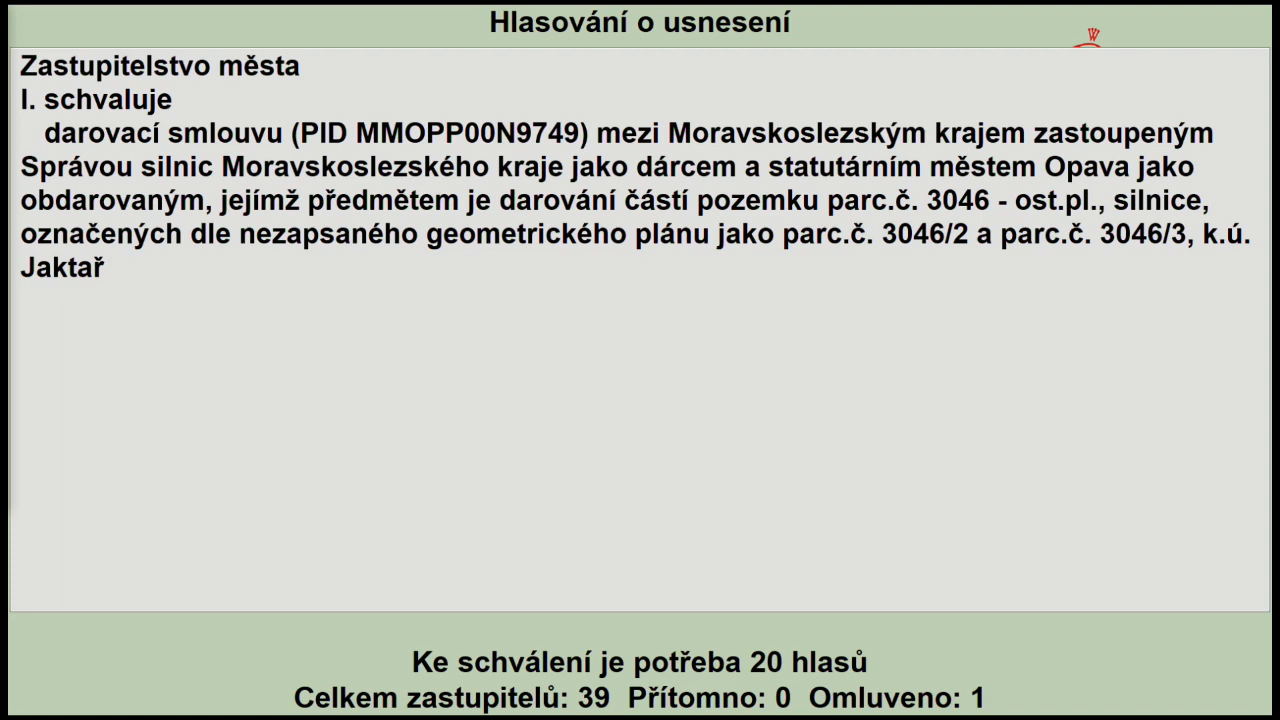 Hlasování o usnesení
Zastupitelstvo města
I. schvaluje
darovací smlouvu (PID MMOPP00N9749) mezi Moravskoslezským krajem zastoupeným
Správou silnic Moravskoslezského kraje jako dárcem a statutárním městem Opava jako
obdarovaným, jejímž předmětem je darování částí pozemku parc.č. 3046 - ost.pl., silnice,
označených dle nezapsaného geometrického plánu jako parc.č. 3046/2 a parc.č. 3046/3, k.ú.
Jaktař
Ke schválení je potřeba 20 hlasů
Celkem zastupitelů: 39 Přítomno: 0 Omluveno: 1